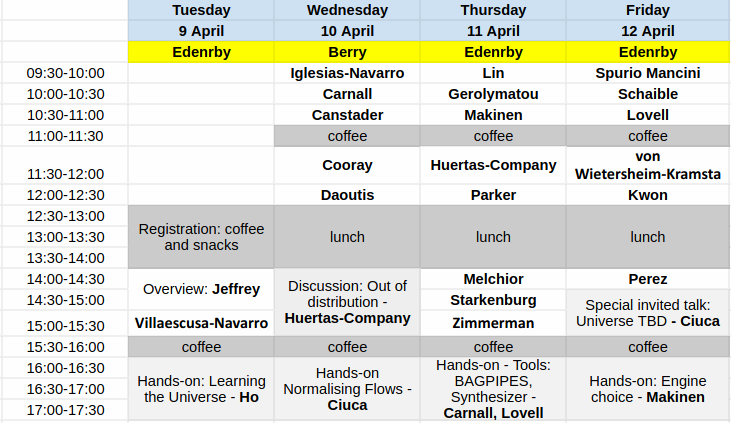 Tuesday Wednesday Thursday Friday
9 April 10 April 11 April 12 April
Edenrby Berry Edenrby Edenrby
09:30-10:00 Iglesias-Navarro Lin Spurio Mancini
10:00-10:30 Carnall Gerolymatou Schaible
10:30-11:00 Canstader Makinen Lovell
11:00-11:30 coffee coffee coffee
11:30-12:00 Cooray Huertas-Company von
Wietersheim-Kramsta
12:00-12:30 Daoutis Parker Kwon
12:30-13:00
13:00-13:30
13:30-14:00
Registration: coffee
and snacks
lunch lunch lunch
14:00-14:30
14:30-15:00
15:00-15:30
Overview: Jeffrey
Villaescusa-Navarro
Discussion: Out of
distribution -
Huertas-Company
Melchior
Starkenburg
Zimmerman
Perez
Special invited talk:
Universe TBD - Ciuca
15:30-16:00 coffee coffee coffee coffee
16:00-16:30
16:30-17:00
17:00-17:30
Hands-on: Learning
the Universe - Ho
Hands-on
Normalising Flows -
Ciuca
Hands-on - Tools:
BAGPIPES,
Synthesizer -
Carnall, Lovell
Hands-on: Engine
choice - Makinen